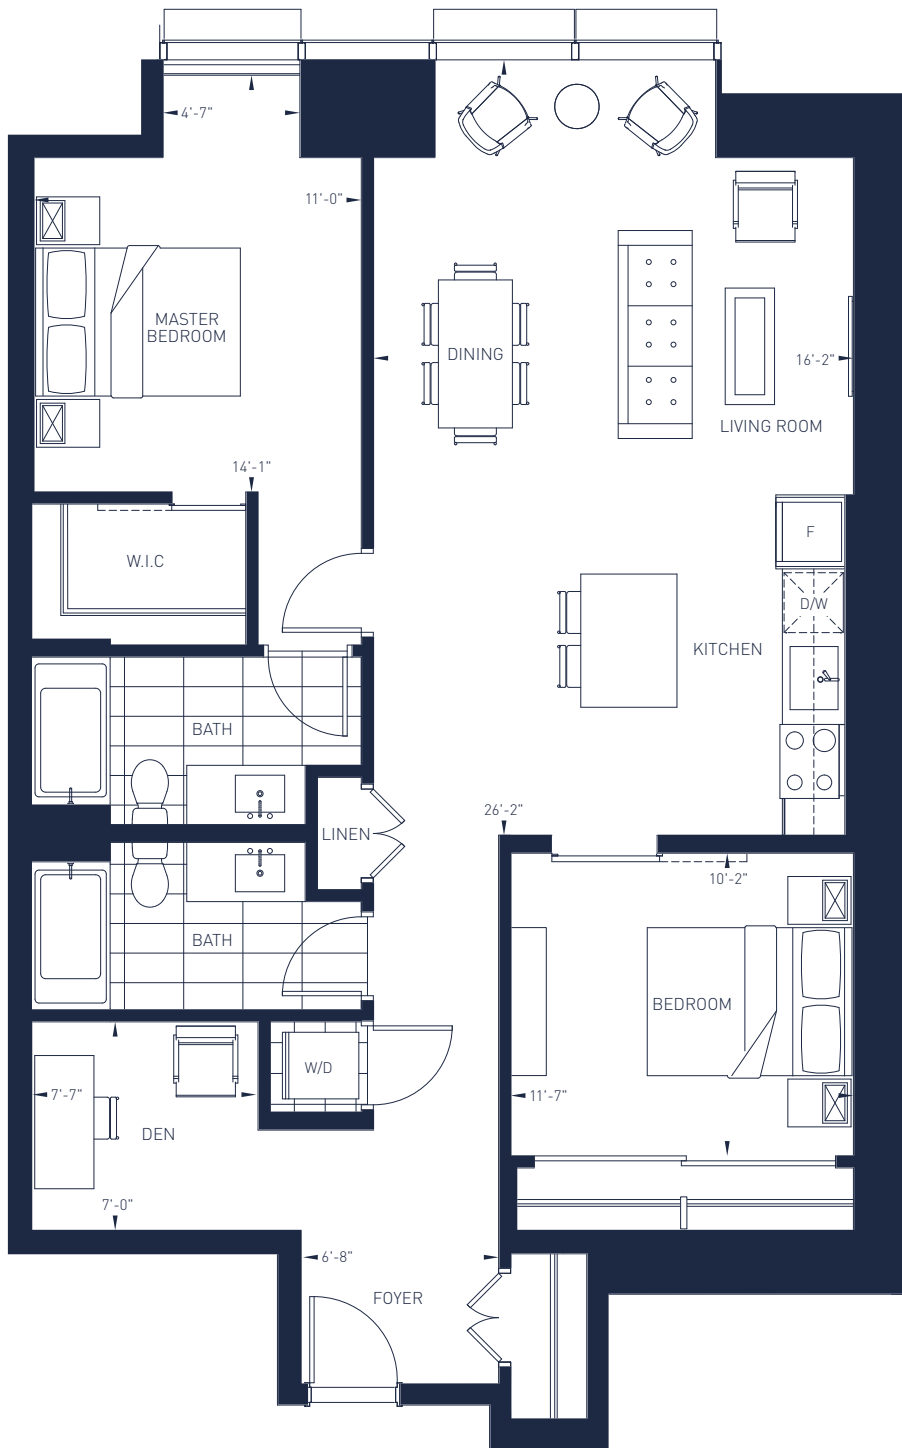 4'-7"
11'-0"
MASTER
BEDROOM
DINING
16'-2"
LIVING ROOM
14'-1"
F
W.I.C
D/W
KITCHEN
BATH
26'-2"
LINEN
10'-2"
BATH
BEDROOM
W/D
7'-7"
11'-7"
DEN
7'-0"
6'-8"
FOYER